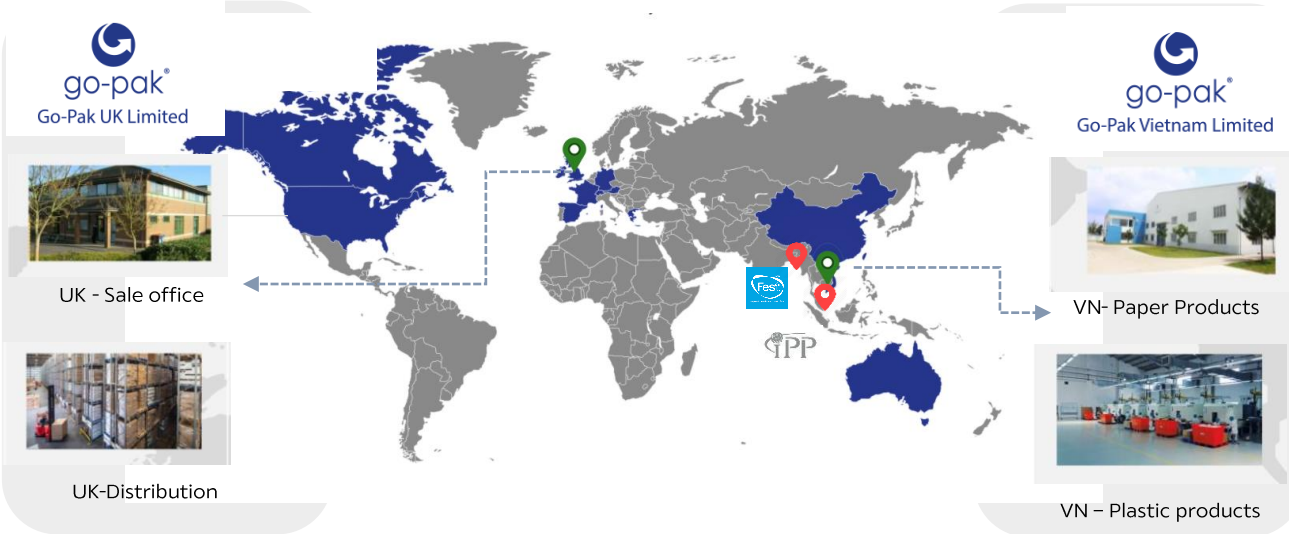 go-pak®
Go-Pak UK Limited
UK - Sale office
UK-Distribution
Fest
iPP
go-pak®
Go-Pak Vietnam Limited
VN- Paper Products
VN – Plastic products